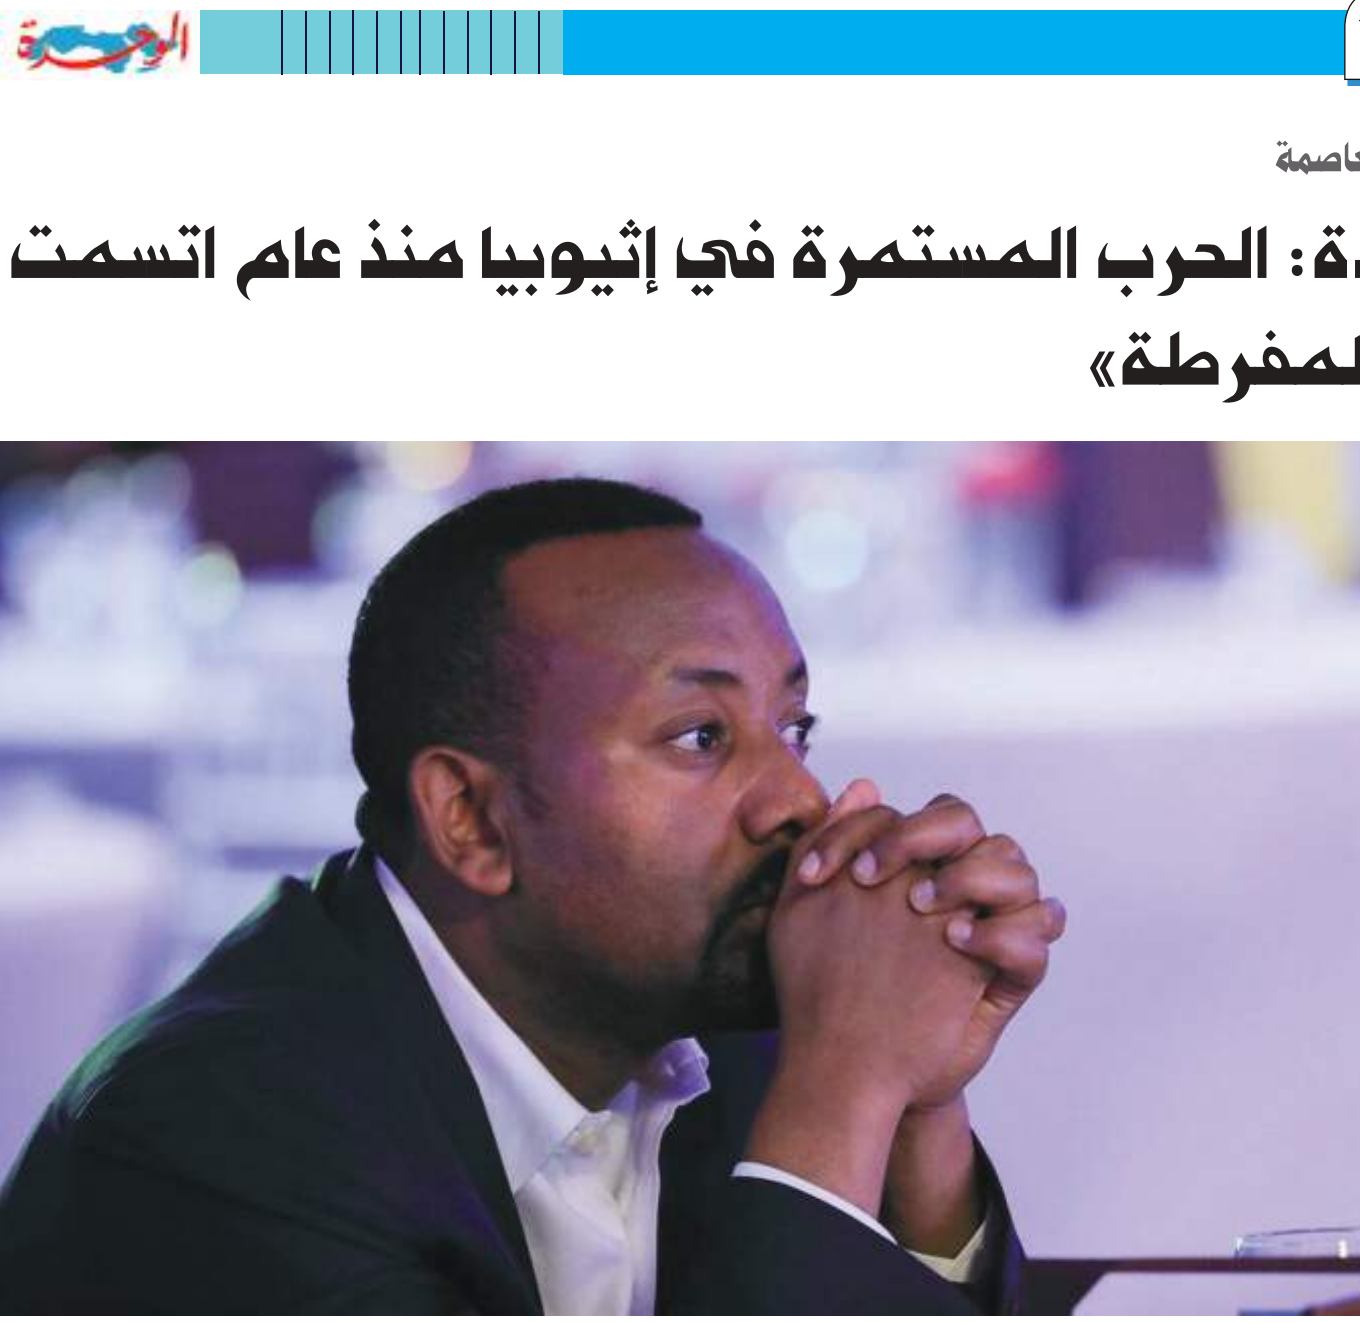 الوحدة
عاصمة
ة: الحرب المستمرة في إثيوبيا منذ عام اتسمت
لمفرطة»